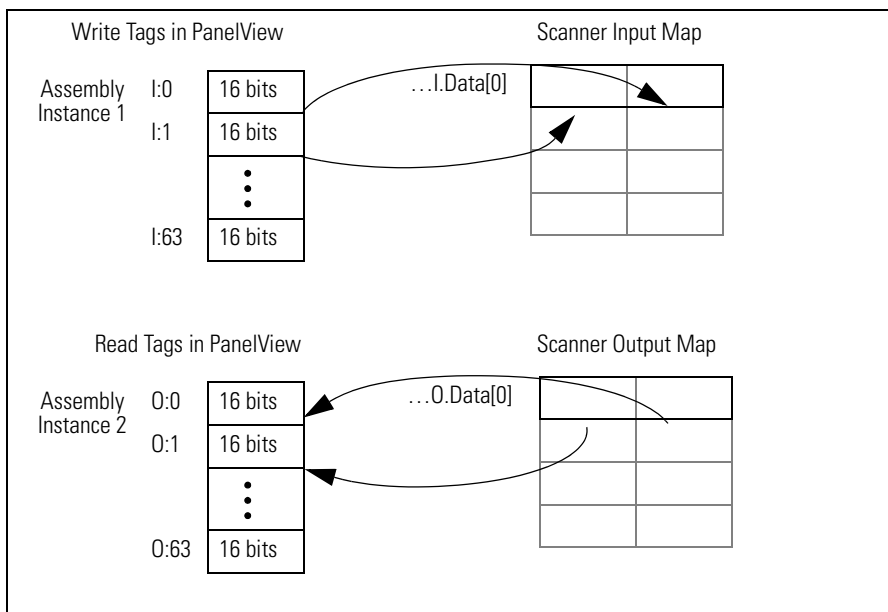 Write Tags in PanelView
Scanner Input Map
Assembly
Instance 1
I:0
16 bits
…I.Data[0]
I:1
16 bits
I:63
16 bits
Read Tags in PanelView
Scanner Output Map
Assembly
Instance 2
O:0
16 bits
…O.Data[0]
O:1
16 bits
O:63
16 bits